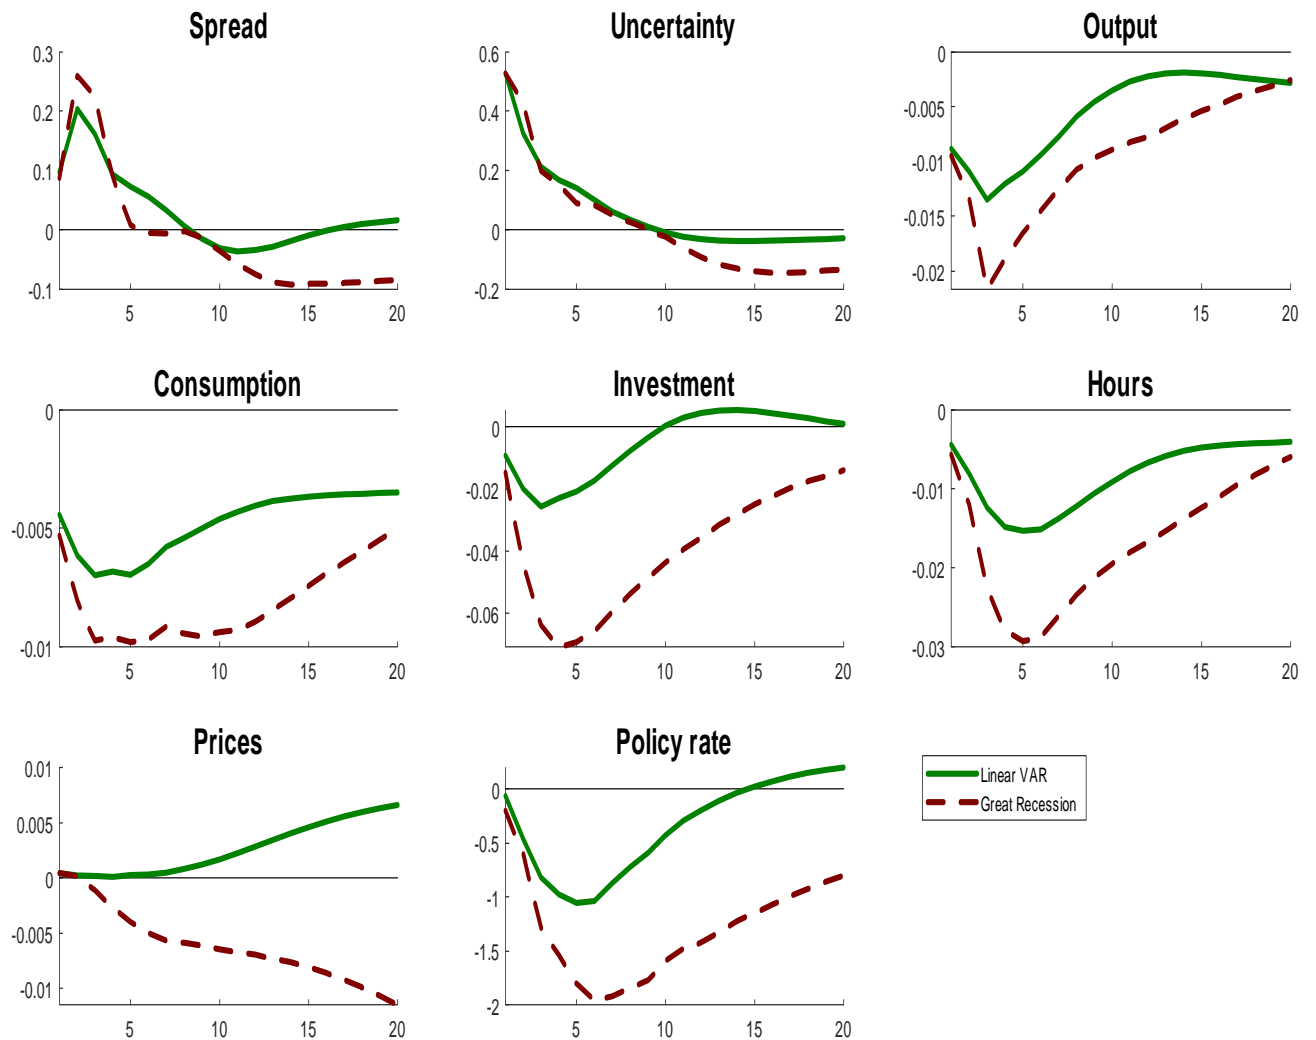 Spread
0.3
0.2
0.1
0
-0.1
5 10 15 20
Uncertainty
0.6
0.4
0.2
0
-0.2
5 10 15 20
Output
0
-0.005
-0.01
-0.015
-0.02
5 10 15 20
Consumption
0
-0.005
-0.01
5 10 15 20
Investment
0
-0.02
-0.04
-0.06
5 10 15 20
Hours
0
-0.01
-0.02
-0.03
5 10 15 20
Prices
0.01
0.005
0
-0.005
-0.01
5 10 15 20
Policy rate
0
-0.5
-1
-1.5
-2
5 10 15 20
Linear VAR
Great Recession